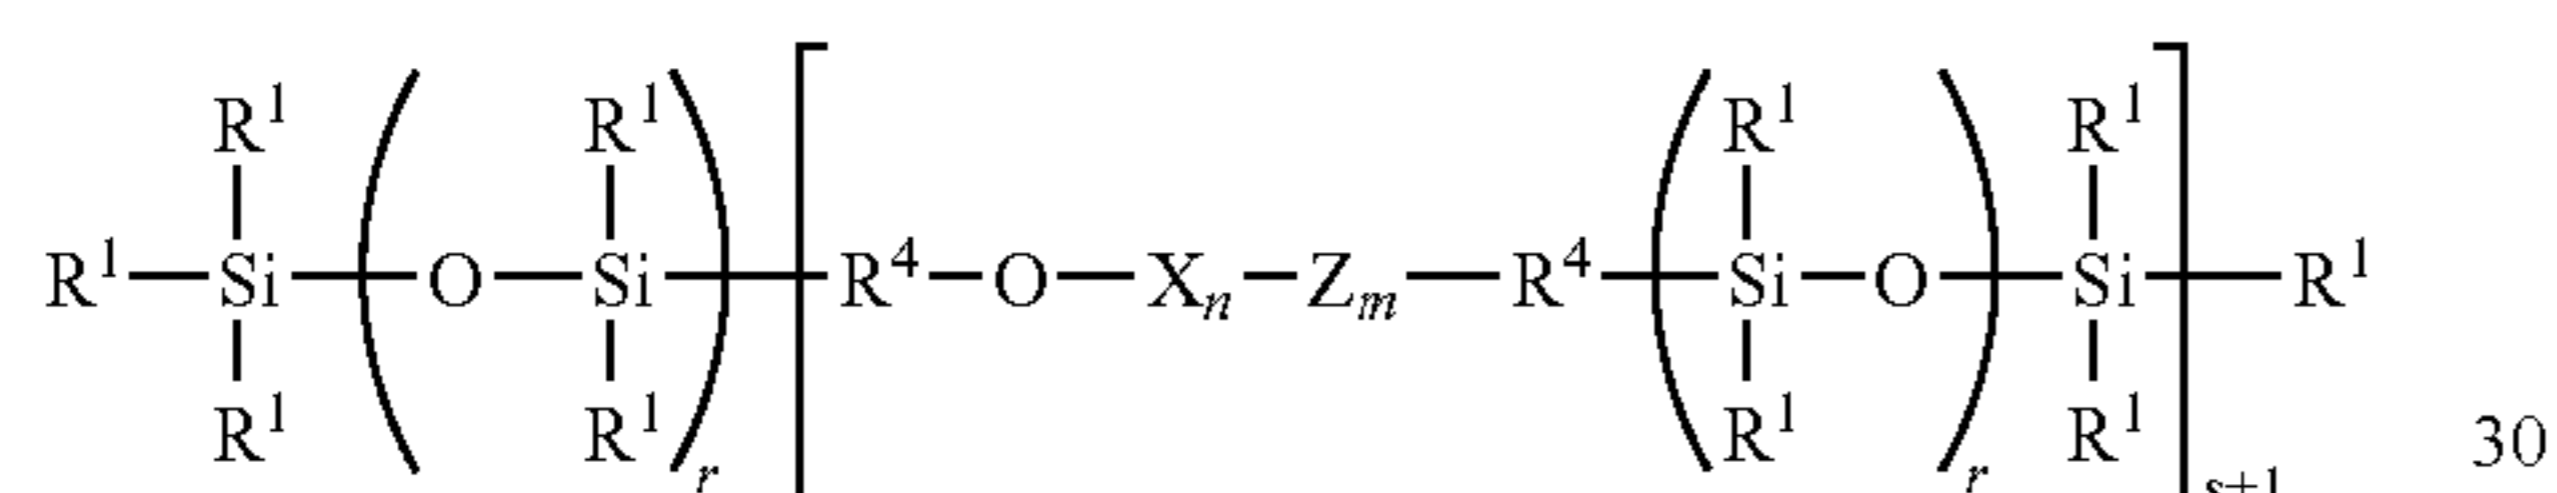 R¹ R¹ R¹ R¹
R¹—Si—(O—Si)—[R⁴—O—Xₙ—Zₘ—R⁴—(Si—O)—Si]—R¹
R¹ R¹ R¹ R¹ 30
r r s+1